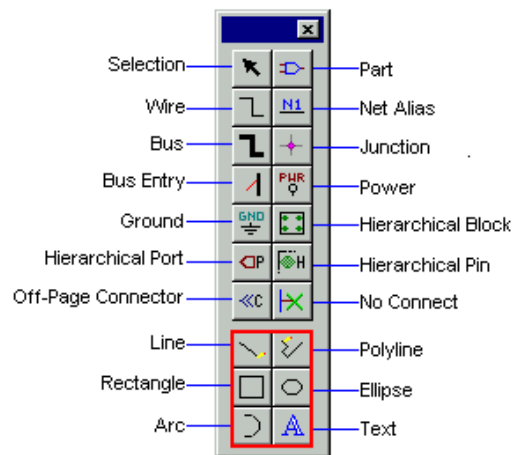 Selection
Part
Wire
N1
Net Alias
Bus
Junction
Bus Entry
PWR
Power
Ground
GND
Hierarchical Block
Hierarchical Port
P
H
Hierarchical Pin
Off-Page Connector
«C
No Connect
Line
Polyline
Rectangle
Ellipse
Arc
A
Text